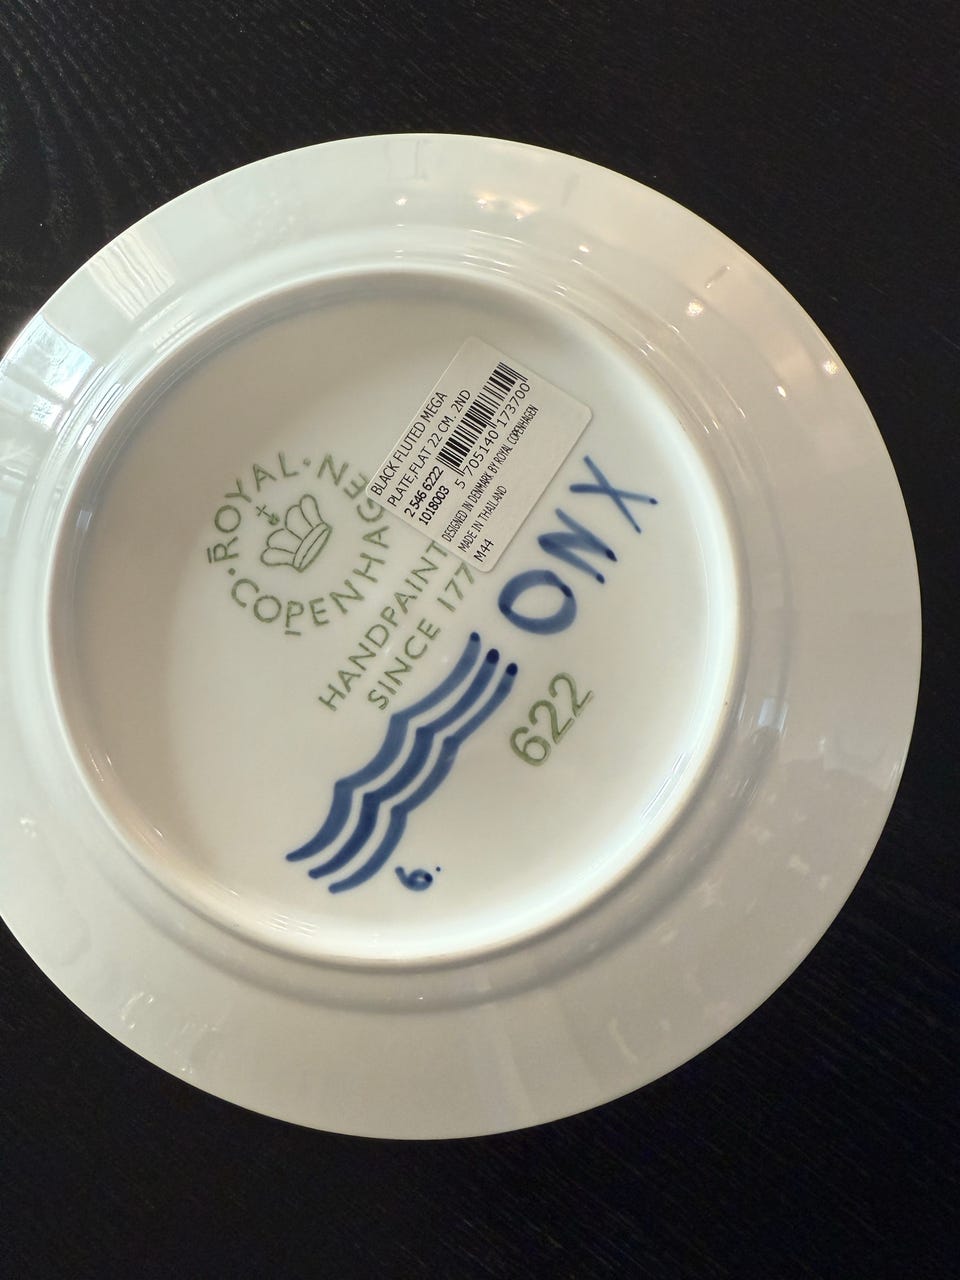 ROYAL
COPENHAGEN
HANDPAINT
SINCE 177
BLACK FLUTED MEGA
PLATE,FLAT 22 CM. 2ND
2 546 6222
1018003
5 705140 173700
DESIGNED IN DENMARK BY ROYAL COPENHAGEN
MADE IN THAILAND
M44
ONX
622
6.